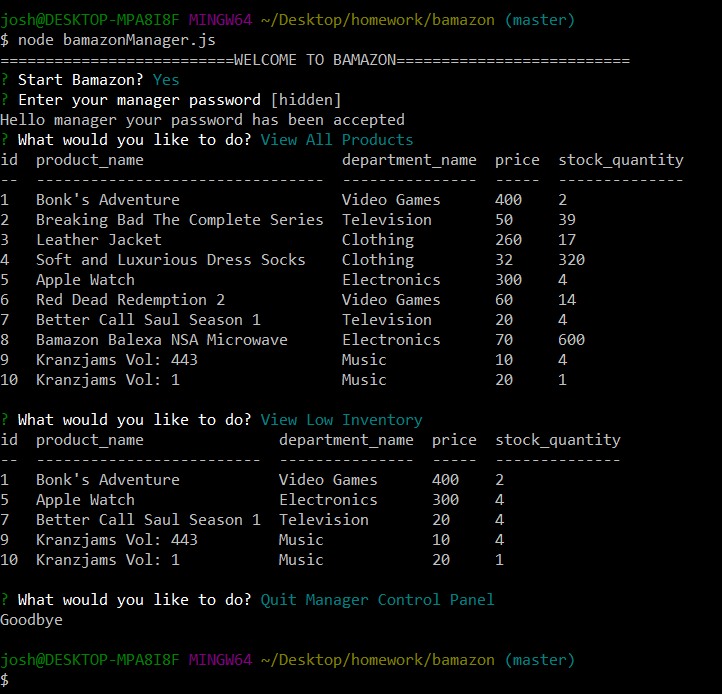 josh@DESKTOP-MPA8I8F MINGW64 ~/Desktop/homework/bamazon (master)
$ node bamazonManager.js
==========================WELCOME TO BAMAZON==========================
? Start Bamazon? Yes
? Enter your manager password [hidden]
Hello manager your password has been accepted
? What would you like to do? View All Products
id  product_name                      department_name  price  stock_quantity
--  --------------------------------  ---------------  -----  --------------
1   Bonk's Adventure                  Video Games      400    2
2   Breaking Bad The Complete Series  Television       50     39
3   Leather Jacket                    Clothing         260    17
4   Soft and Luxurious Dress Socks    Clothing         32     320
5   Apple Watch                       Electronics      300    4
6   Red Dead Redemption 2             Video Games      60     14
7   Better Call Saul Season 1         Television       20     4
8   Bamazon Balexa NSA Microwave      Electronics      70     600
9   Kranzjams Vol: 443                Music            10     4
10  Kranzjams Vol: 1                  Music            20     1
? What would you like to do? View Low Inventory
id  product_name               department_name  price  stock_quantity
--  -------------------------  ---------------  -----  --------------
1   Bonk's Adventure           Video Games      400    2
5   Apple Watch                Electronics      300    4
7   Better Call Saul Season 1  Television       20     4
9   Kranzjams Vol: 443         Music            10     4
10  Kranzjams Vol: 1           Music            20     1
? What would you like to do? Quit Manager Control Panel
Goodbye
josh@DESKTOP-MPA8I8F MINGW64 ~/Desktop/homework/bamazon (master)
$